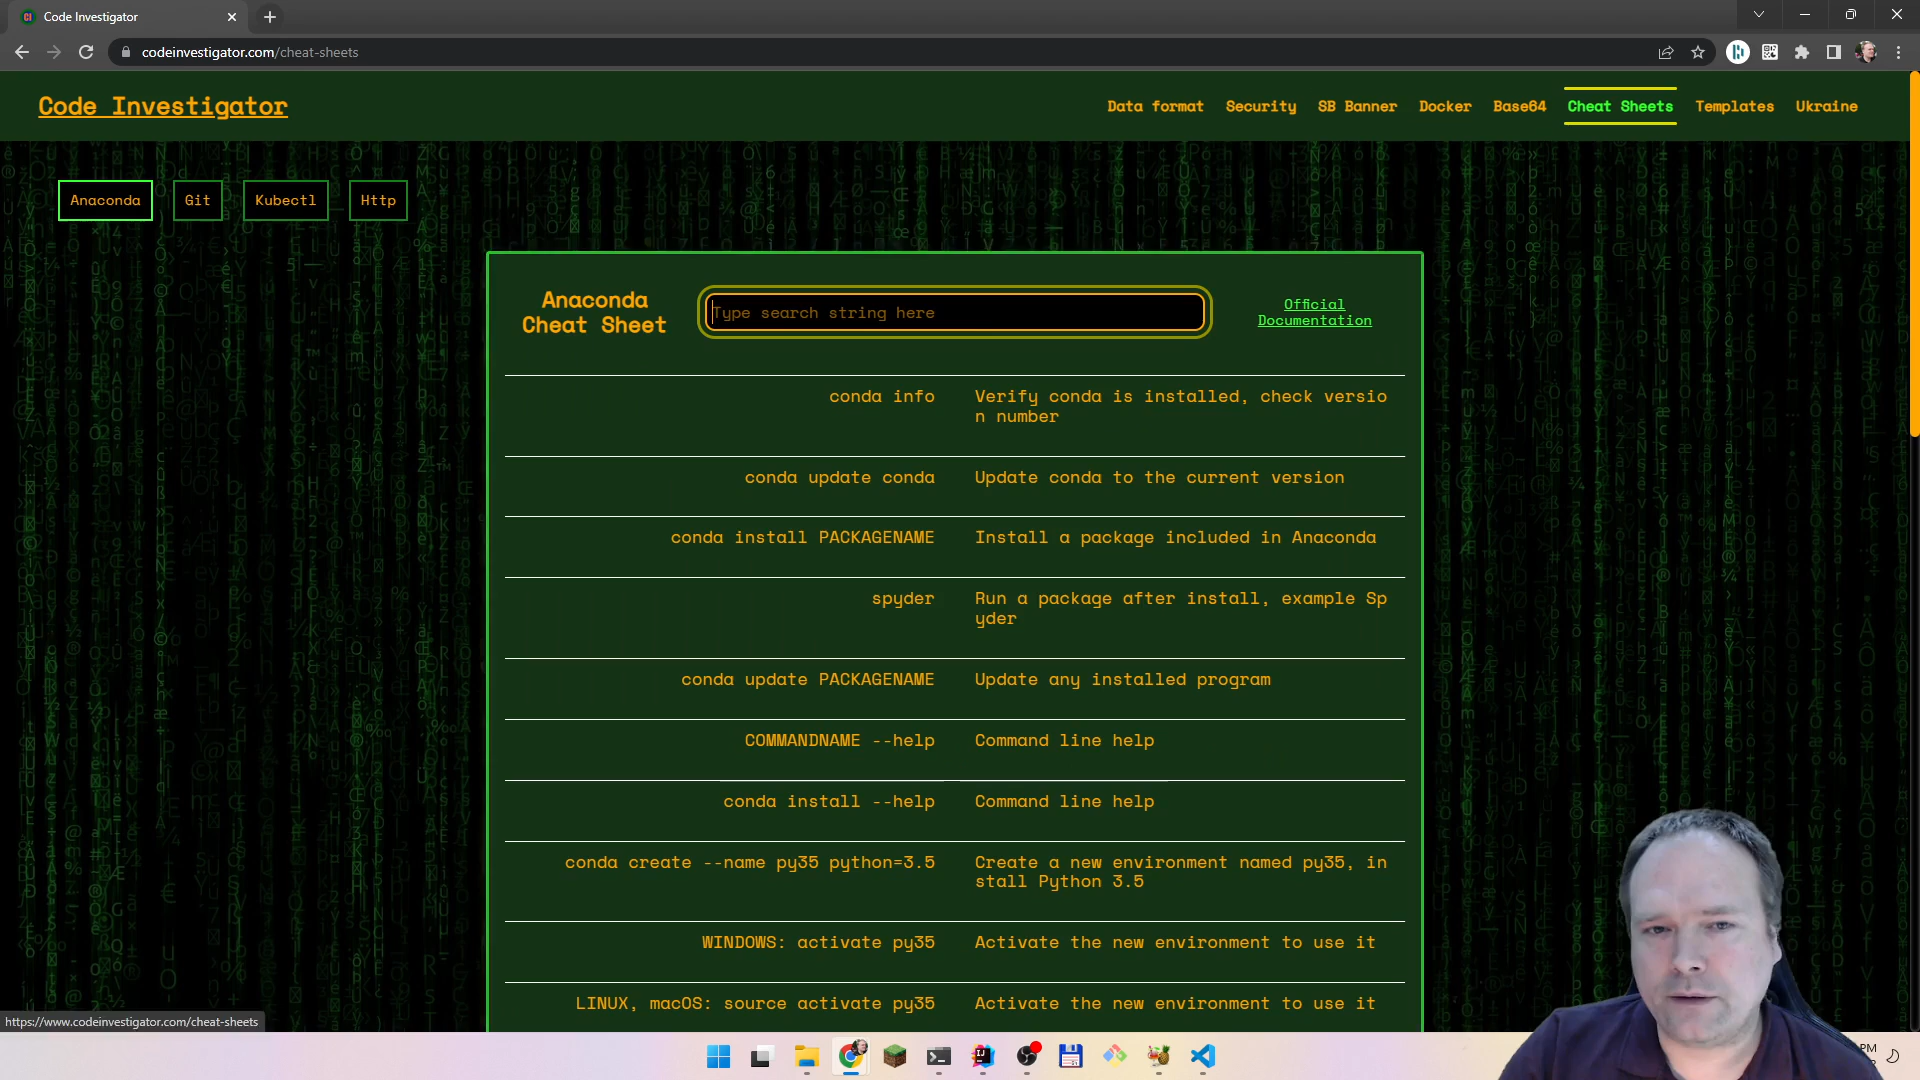 Code Investigator
codeinvestigator.com/cheat-sheets
Code Investigator
Data format Security SB Banner Docker Base64 Cheat Sheets Templates Ukraine
Anaconda Git Kubectl Http
Anaconda
Cheat Sheet
Type search string here
Official
Documentation
conda info Verify conda is installed, check versio
n number
conda update conda Update conda to the current version
conda install PACKAGENAME Install a package included in Anaconda
spyder Run a package after install, example Sp
yder
conda update PACKAGENAME Update any installed program
COMMANDNAME --help Command line help
conda install --help Command line help
conda create --name py35 python=3.5 Create a new environment named py35, in
stall Python 3.5
WINDOWS: activate py35 Activate the new environment to use it
LINUX, macOS: source activate py35 Activate the new environment to use it
https://www.codeinvestigator.com/cheat-sheets
PM